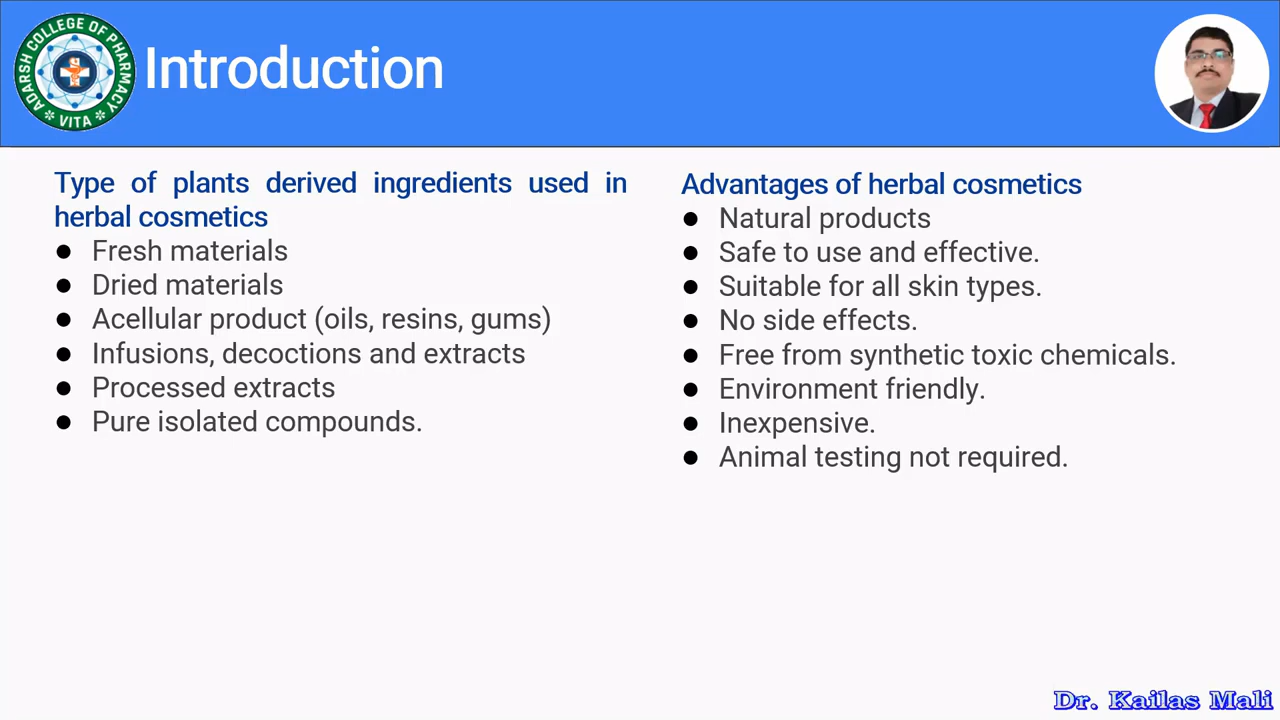 ADARSH COLLEGE OF PHARMACY
* VITA *
Introduction
Type of plants derived ingredients used in
herbal cosmetics
● Fresh materials
● Dried materials
● Acellular product (oils, resins, gums)
● Infusions, decoctions and extracts
● Processed extracts
● Pure isolated compounds.
Advantages of herbal cosmetics
● Natural products
● Safe to use and effective.
● Suitable for all skin types.
● No side effects.
● Free from synthetic toxic chemicals.
● Environment friendly.
● Inexpensive.
● Animal testing not required.
Dr. Kailas Mali